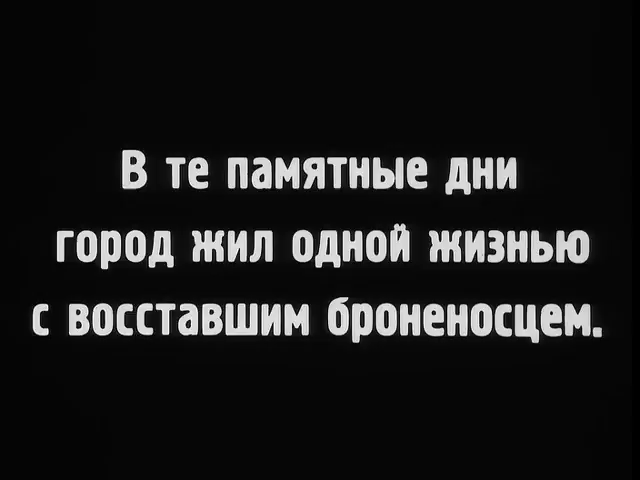 В те памятные дни
город жил одной жизнью
с восставшим броненосцем.